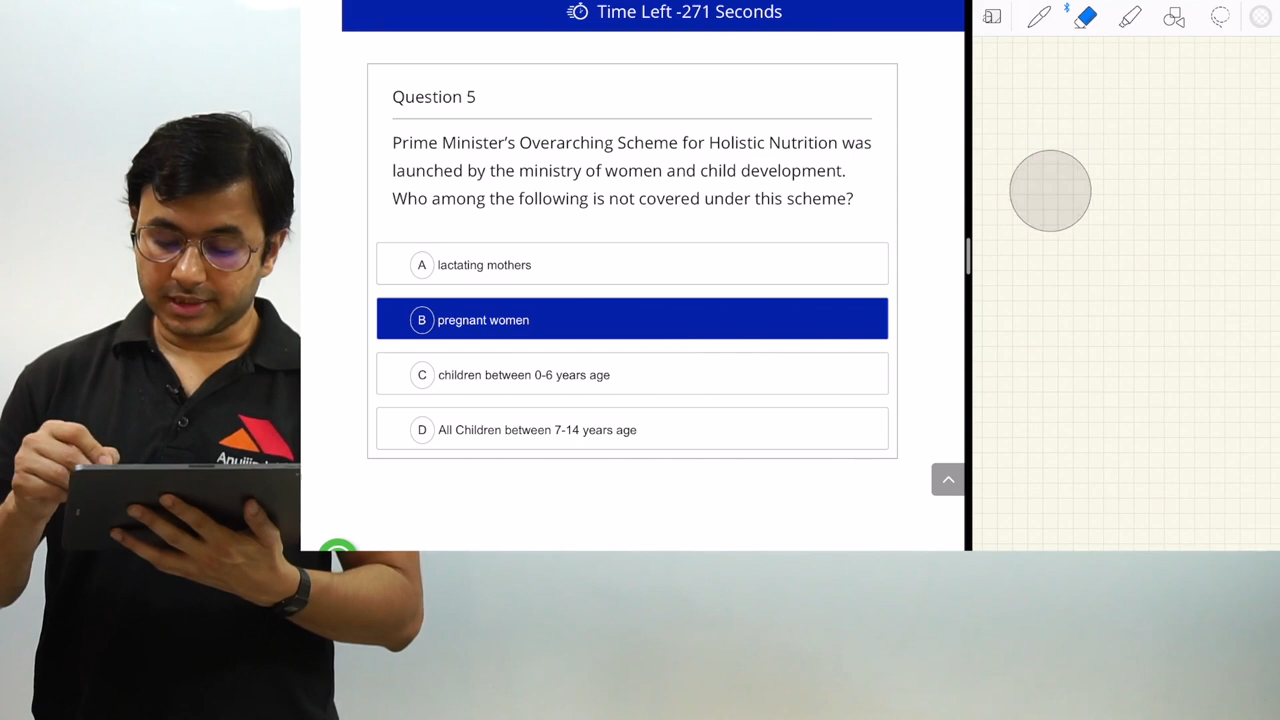 Time Left -271 Seconds
Question 5
Prime Minister's Overarching Scheme for Holistic Nutrition was
launched by the ministry of women and child development.
Who among the following is not covered under this scheme?
A lactating mothers
B pregnant women
C children between 0-6 years age
D All Children between 7-14 years age